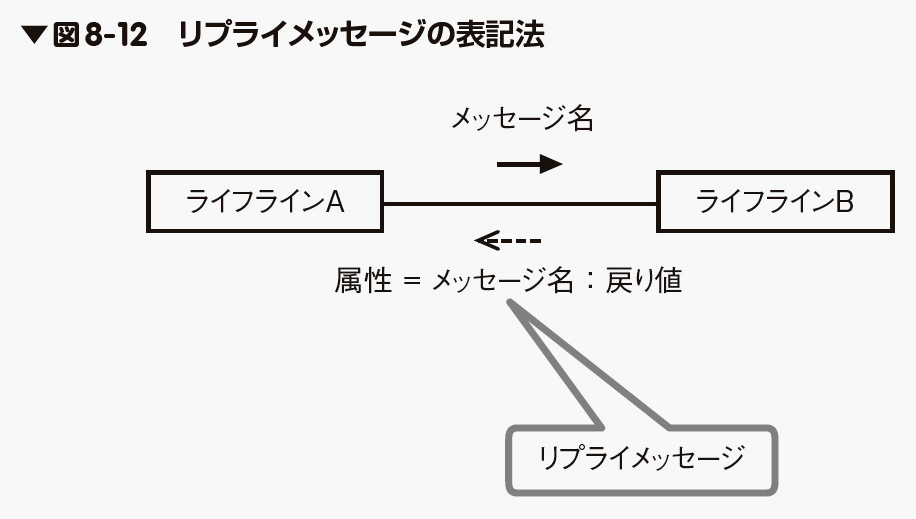 ▼図8-12　リプライメッセージの表記法
メッセージ名
ライフラインA
ライフラインB
属性 = メッセージ名：戻り値
リプライメッセージ